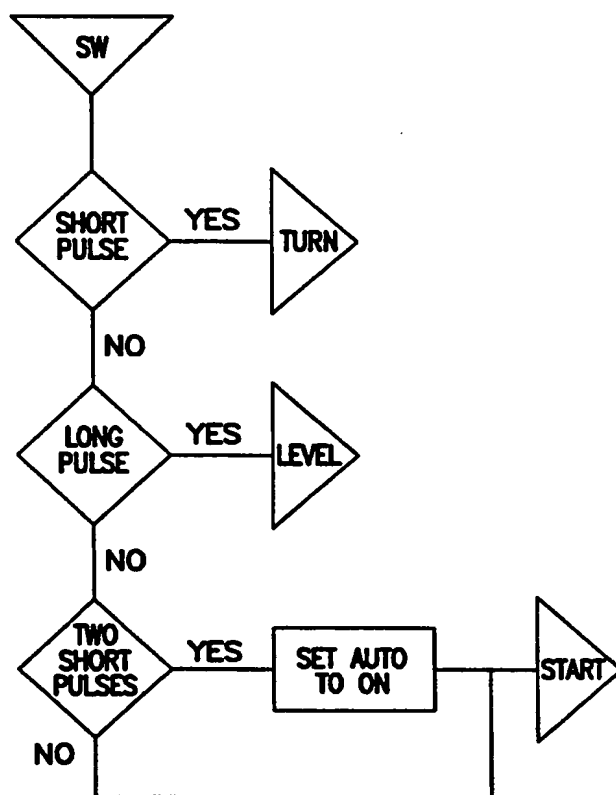 SW
SHORT
PULSE
YES
TURN
NO
LONG
PULSE
YES
LEVEL
NO
TWO
SHORT
PULSES
YES
SET AUTO
TO ON
START
NO